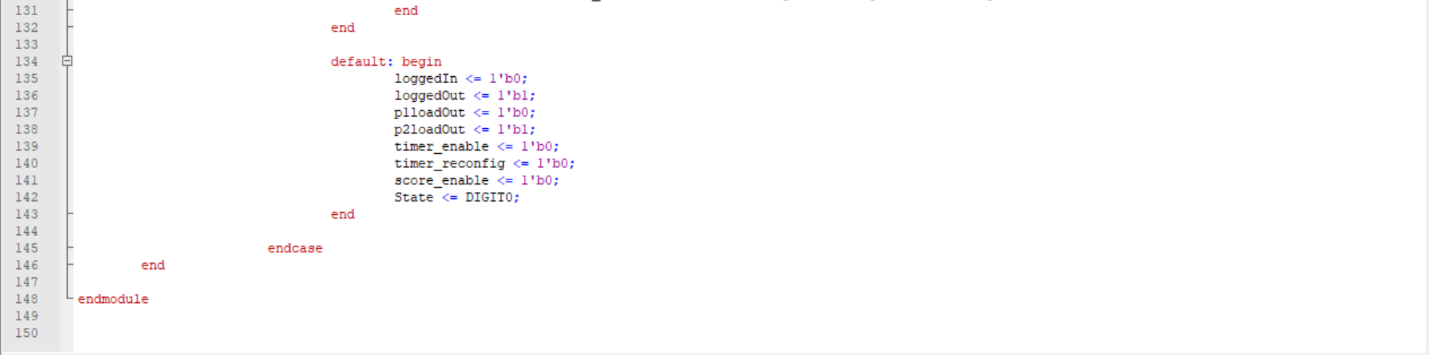 131 end
132 end
133
134 default: begin
135 loggedIn <= 1'b0;
136 loggedOut <= 1'b1;
137 p1loadOut <= 1'b0;
138 p2loadOut <= 1'b1;
139 timer_enable <= 1'b0;
140 timer_reconfig <= 1'b0;
141 score_enable <= 1'b0;
142 State <= DIGIT0;
143 end
144
145 endcase
146 end
147
148 endmodule
149
150